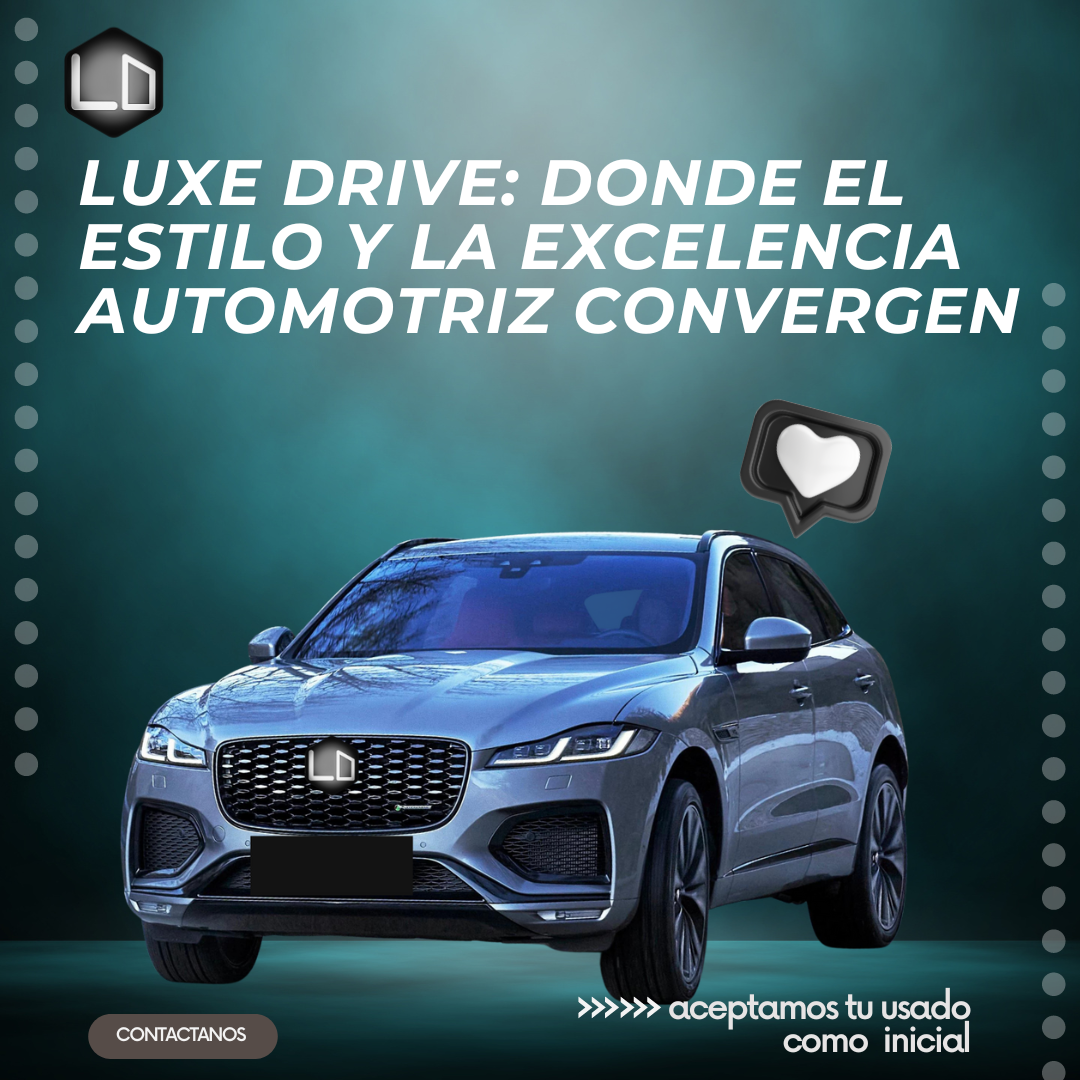 LD
LUXE DRIVE: DONDE EL
ESTILO Y LA EXCELENCIA
AUTOMOTRIZ CONVERGEN
LD
>>>>>> aceptamos tu usado
como inicial
CONTACTANOS